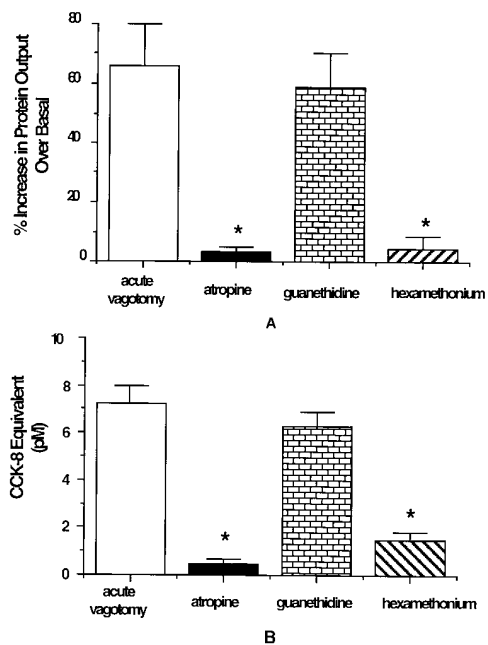 A
% Increase in Protein Output
Over Basal
80
60
40
20
0
*
*
acute
vagotomy
atropine
guanethidine
hexamethonium
A
CCK-8 Equivalent
(pM)
10
8
6
4
2
0
*
*
acute
vagotomy
atropine
guanethidine
hexamethonium
B